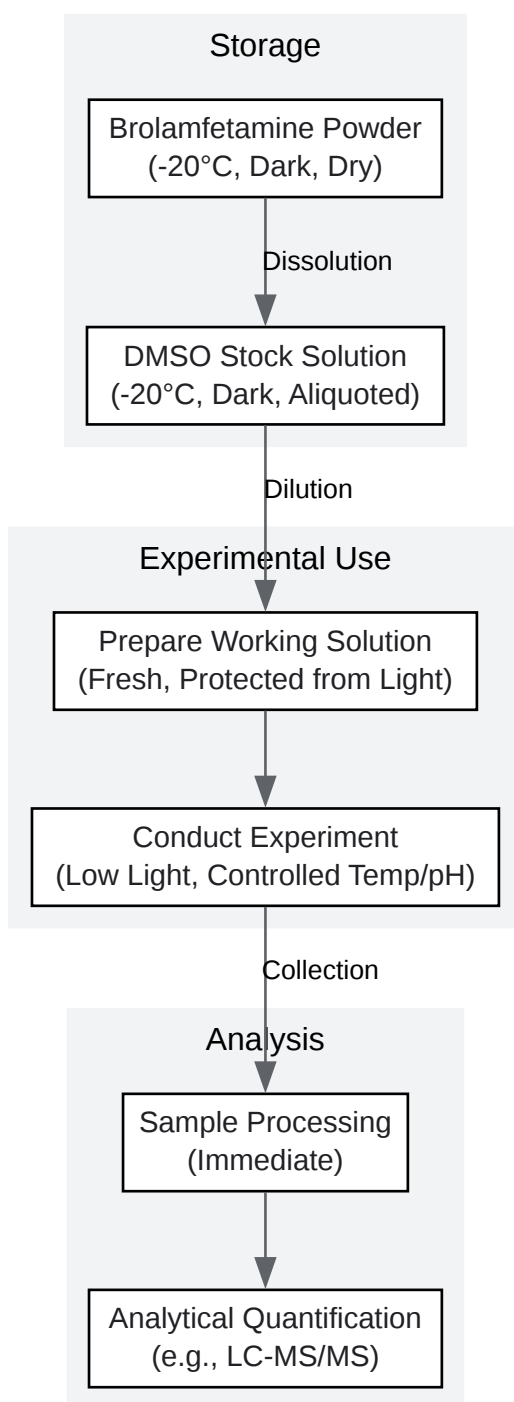 Storage
Brolamfetamine Powder
(-20°C, Dark, Dry)
Dissolution
DMSO Stock Solution
(-20°C, Dark, Aliquoted)
Dilution
Experimental Use
Prepare Working Solution
(Fresh, Protected from Light)
Conduct Experiment
(Low Light, Controlled Temp/pH)
Collection
Analysis
Sample Processing
(Immediate)
Analytical Quantification
(e.g., LC-MS/MS)